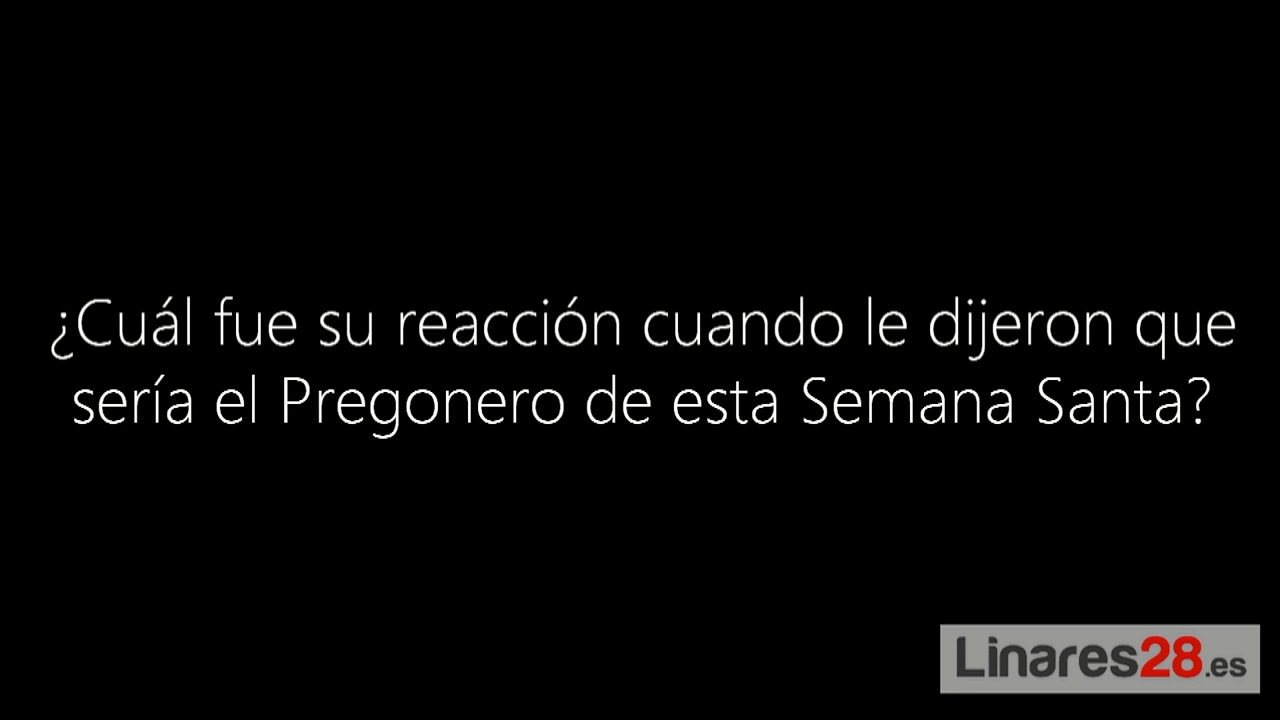 ¿Cuál fue su reacción cuando le dijeron que
sería el Pregonero de esta Semana Santa?
Linares28.es